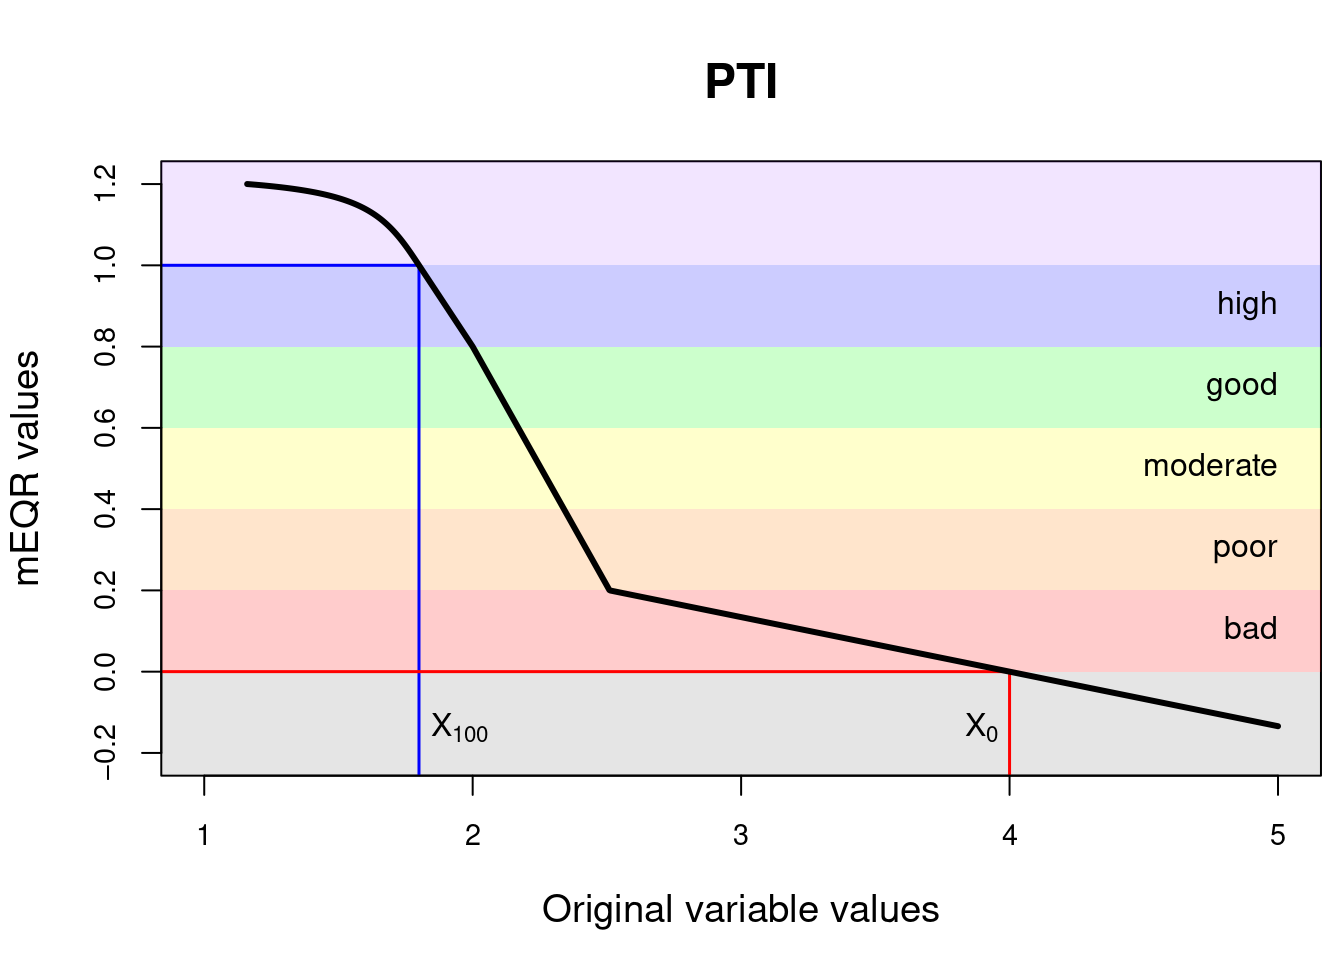 PTI
mEQR values
1.2
1.0
0.8
0.6
0.4
0.2
0.0
−0.2
high
good
moderate
poor
bad
X₁₀₀
X₀
1 2 3 4 5
Original variable values